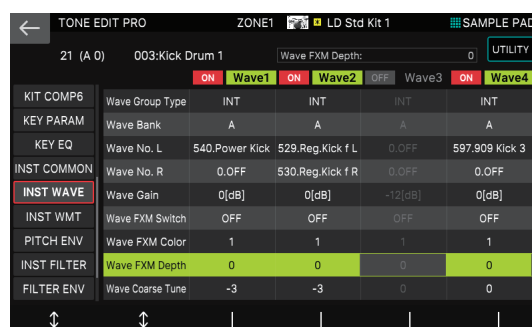 TONE EDIT PRO ZONE1 LD Std Kit 1 SAMPLE PAD
21 (A 0) 003:Kick Drum 1 Wave FXM Depth: 0 UTILITY
ON Wave1 ON Wave2 OFF Wave3 ON Wave4
KIT COMP6 Wave Group Type INT INT INT INT
KEY PARAM Wave Bank A A A A
KEY EQ Wave No. L 540.Power Kick 529.Reg.Kick f L 0.OFF 597.909 Kick 3
INST COMMON Wave No. R 0.OFF 530.Reg.Kick f R 0.OFF 0.OFF
INST WAVE Wave Gain 0[dB] 0[dB] -12[dB] 0[dB]
INST WMT Wave FXM Switch OFF OFF OFF OFF
PITCH ENV Wave FXM Color 1 1 1 1
INST FILTER Wave FXM Depth 0 0 0 0
FILTER ENV Wave Coarse Tune -3 -3 0 0